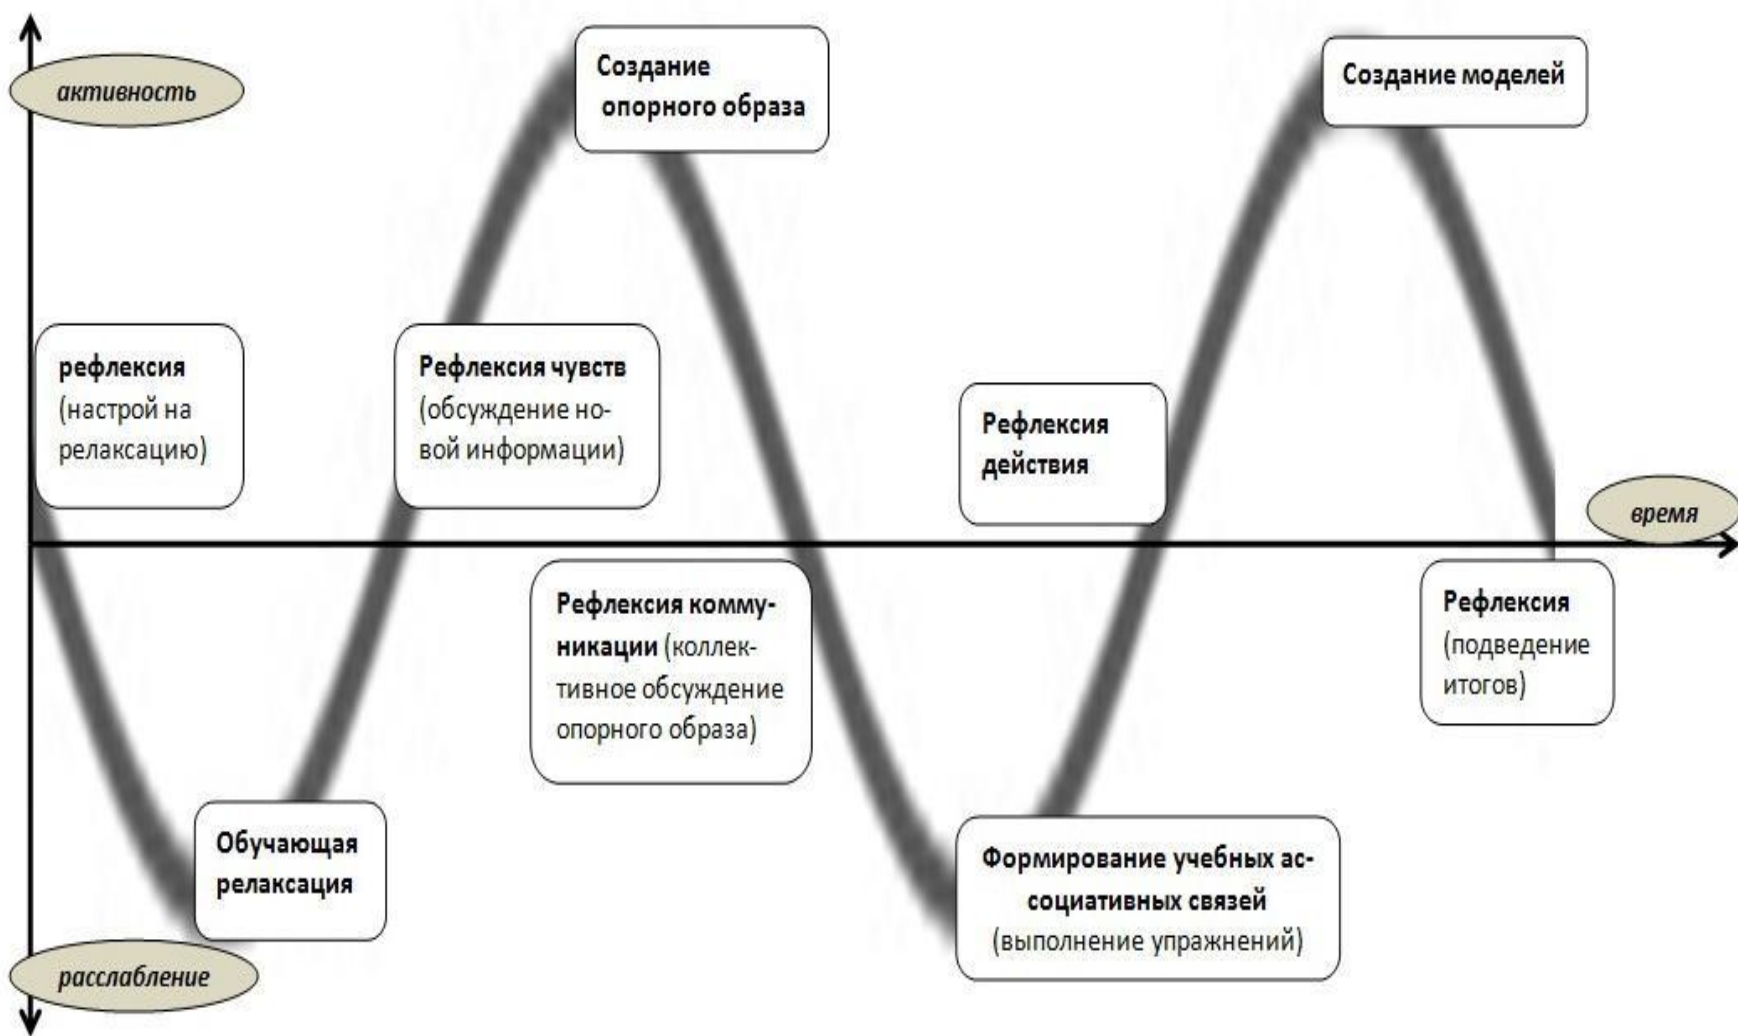 активность
Создание
опорного образа
Создание моделей
рефлексия
(настрой на
релаксацию)
Рефлексия чувств
(обсуждение но-
вой информации)
Рефлексия
действия
время
Рефлексия комму-
никации (коллек-
тивное обсуждение
опорного образа)
Рефлексия
(подведение
итогов)
Обучающая
релаксация
Формирование учебных ас-
социативных связей
(выполнение упражнений)
расслабление